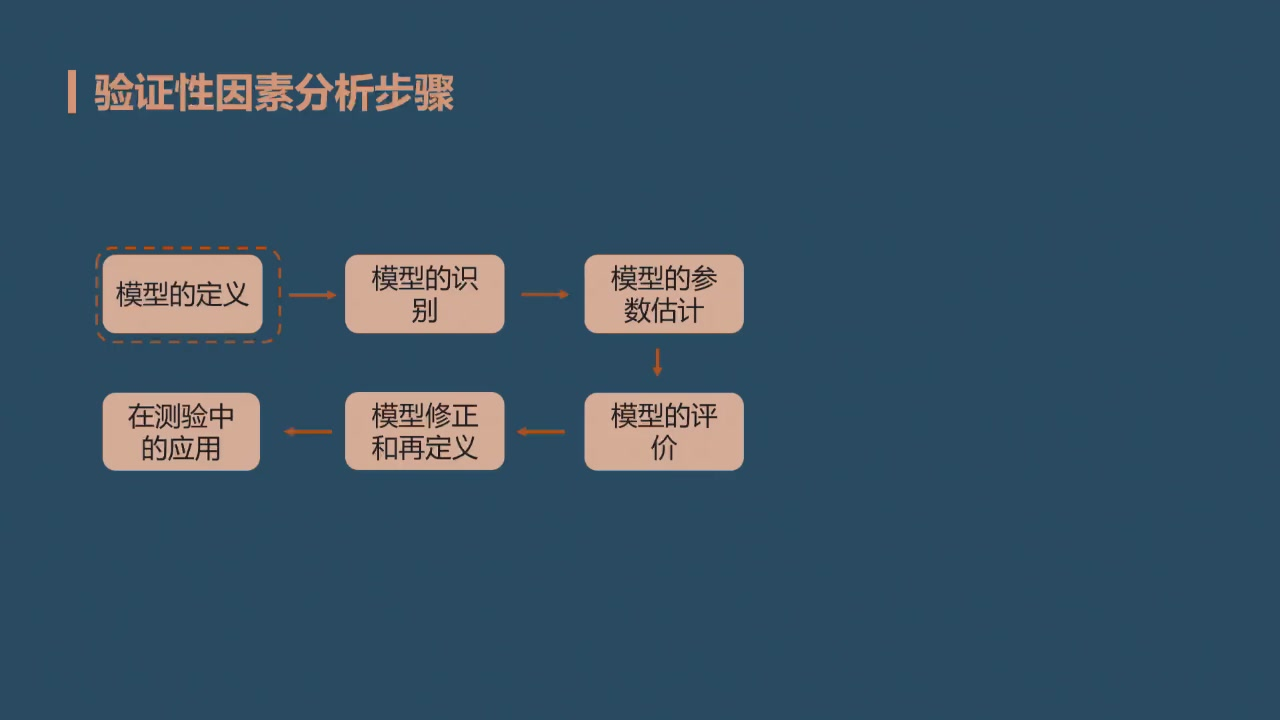 验证性因素分析步骤
模型的定义
模型的识
别
模型的参
数估计
模型的评
价
模型修正
和再定义
在测验中
的应用